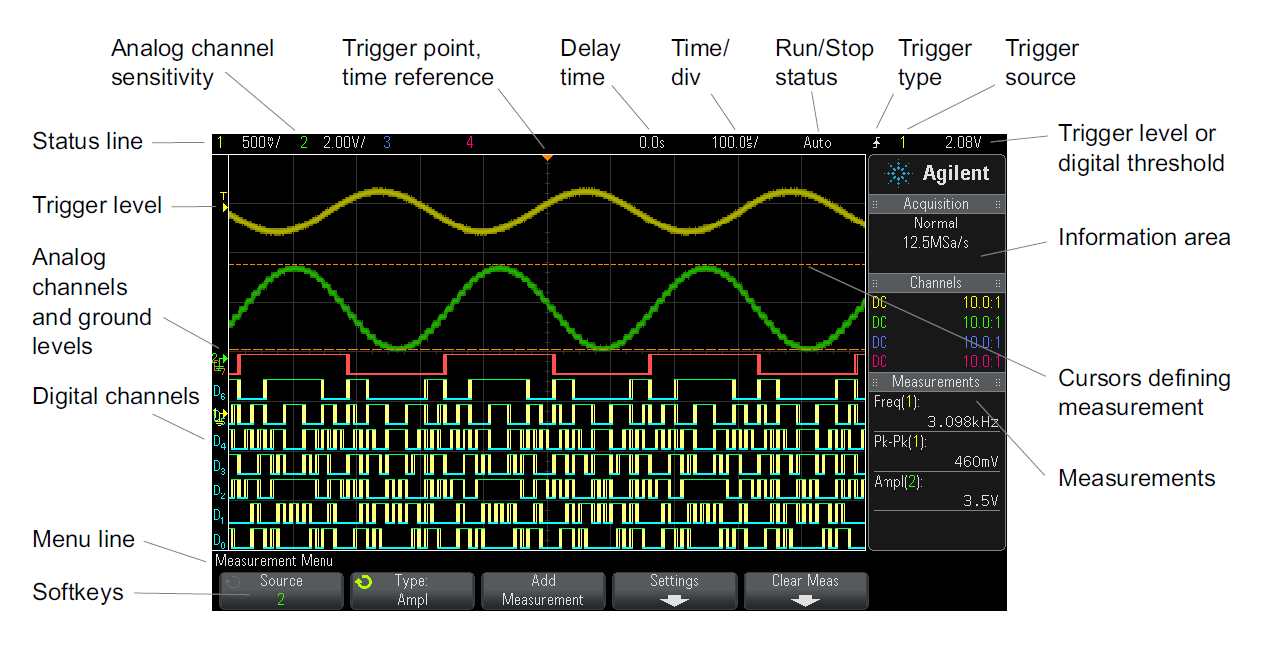 Analog channel
sensitivity
Trigger point,
time reference
Delay
time
Time/
div
Run/Stop
status
Trigger
type
Trigger
source
Status line
1 500%/ 2 2.00V/ 3 4 0.0s 100.0%/ Auto 1 2.08V
Trigger level or
digital threshold
Agilent
T
Trigger level
Acquisition
Normal
12.5MSa/s
Information area
Analog
channels
and ground
levels
Channels
DC 10.0:1
DC 10.0:1
DC 10.0:1
DC 10.0:1
Cursors defining
measurement
Measurements
Freq(1):
3.098kHz
Pk-Pk(1):
460mV
Ampl(2):
3.5V
Measurements
Digital channels
2
D6
D4
D3
D2
D1
D0
Menu line
Measurement Menu
Softkeys
Source
2
Type:
Ampl
Add
Measurement
Settings
Clear Meas